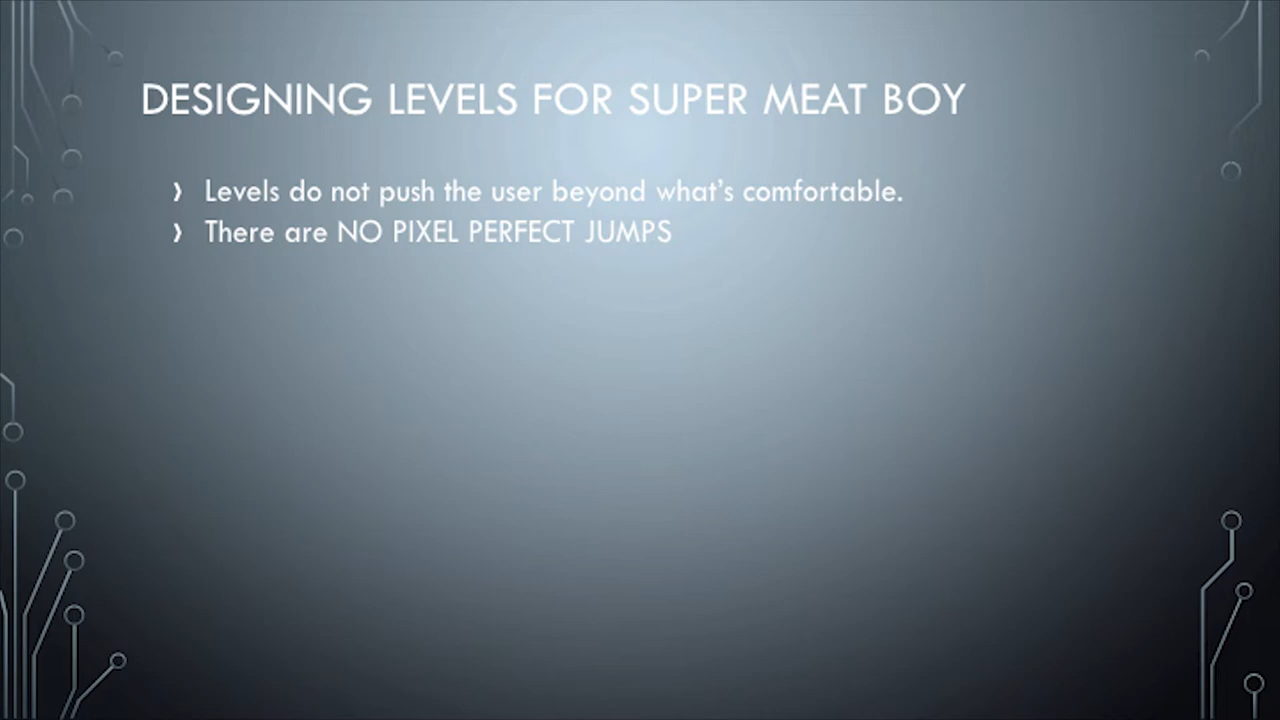 DESIGNING LEVELS FOR SUPER MEAT BOY
› Levels do not push the user beyond what’s comfortable.
› There are NO PIXEL PERFECT JUMPS